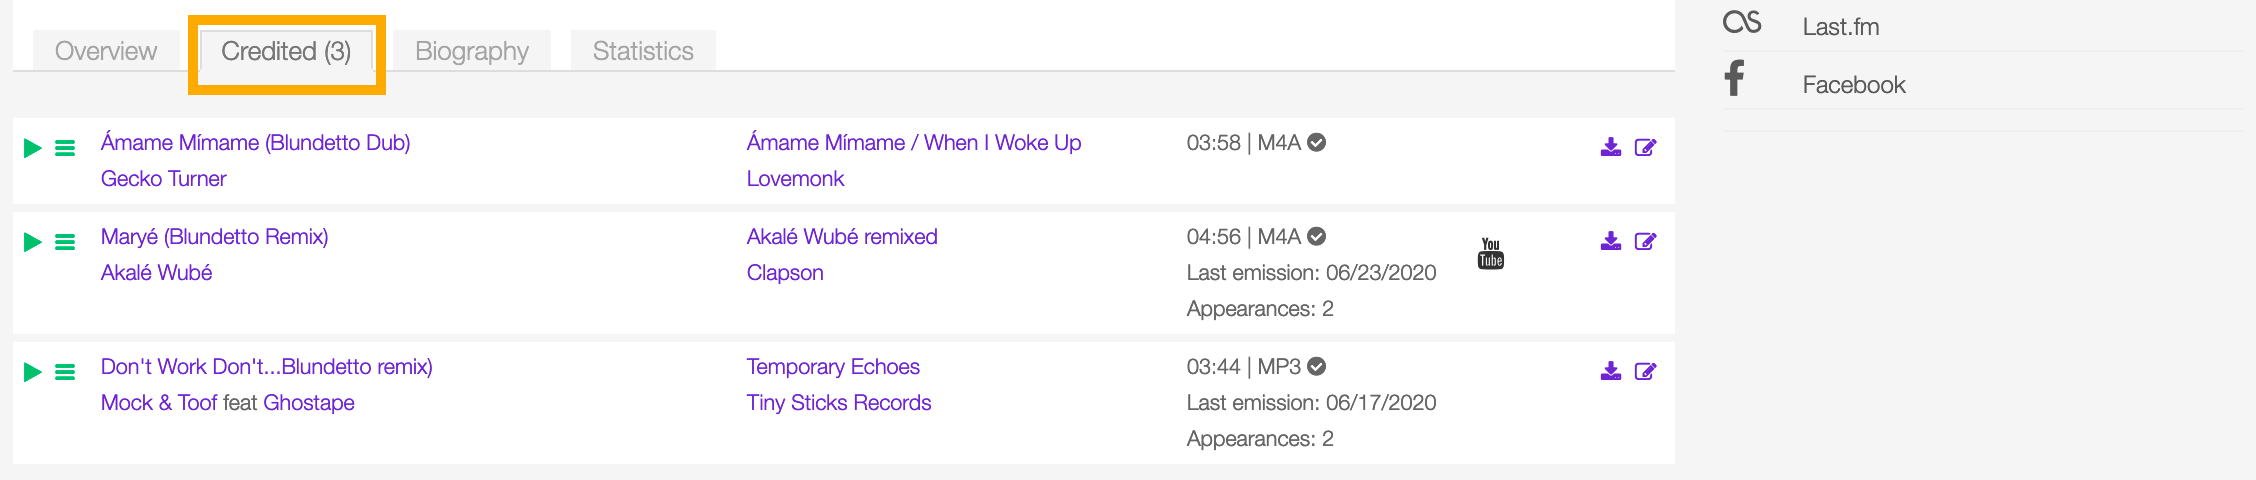 Overview
Credited (3)
Biography
Statistics
Last.fm
Facebook
Ámame Mímame (Blundetto Dub)
Gecko Turner
Ámame Mímame / When I Woke Up
Lovemonk
03:58 | M4A
Maryé (Blundetto Remix)
Akalé Wubé
Akalé Wubé remixed
Clapson
04:56 | M4A
Last emission: 06/23/2020
Appearances: 2
You
Tube
Don't Work Don't...Blundetto remix)
Mock & Toof feat Ghostape
Temporary Echoes
Tiny Sticks Records
03:44 | MP3
Last emission: 06/17/2020
Appearances: 2